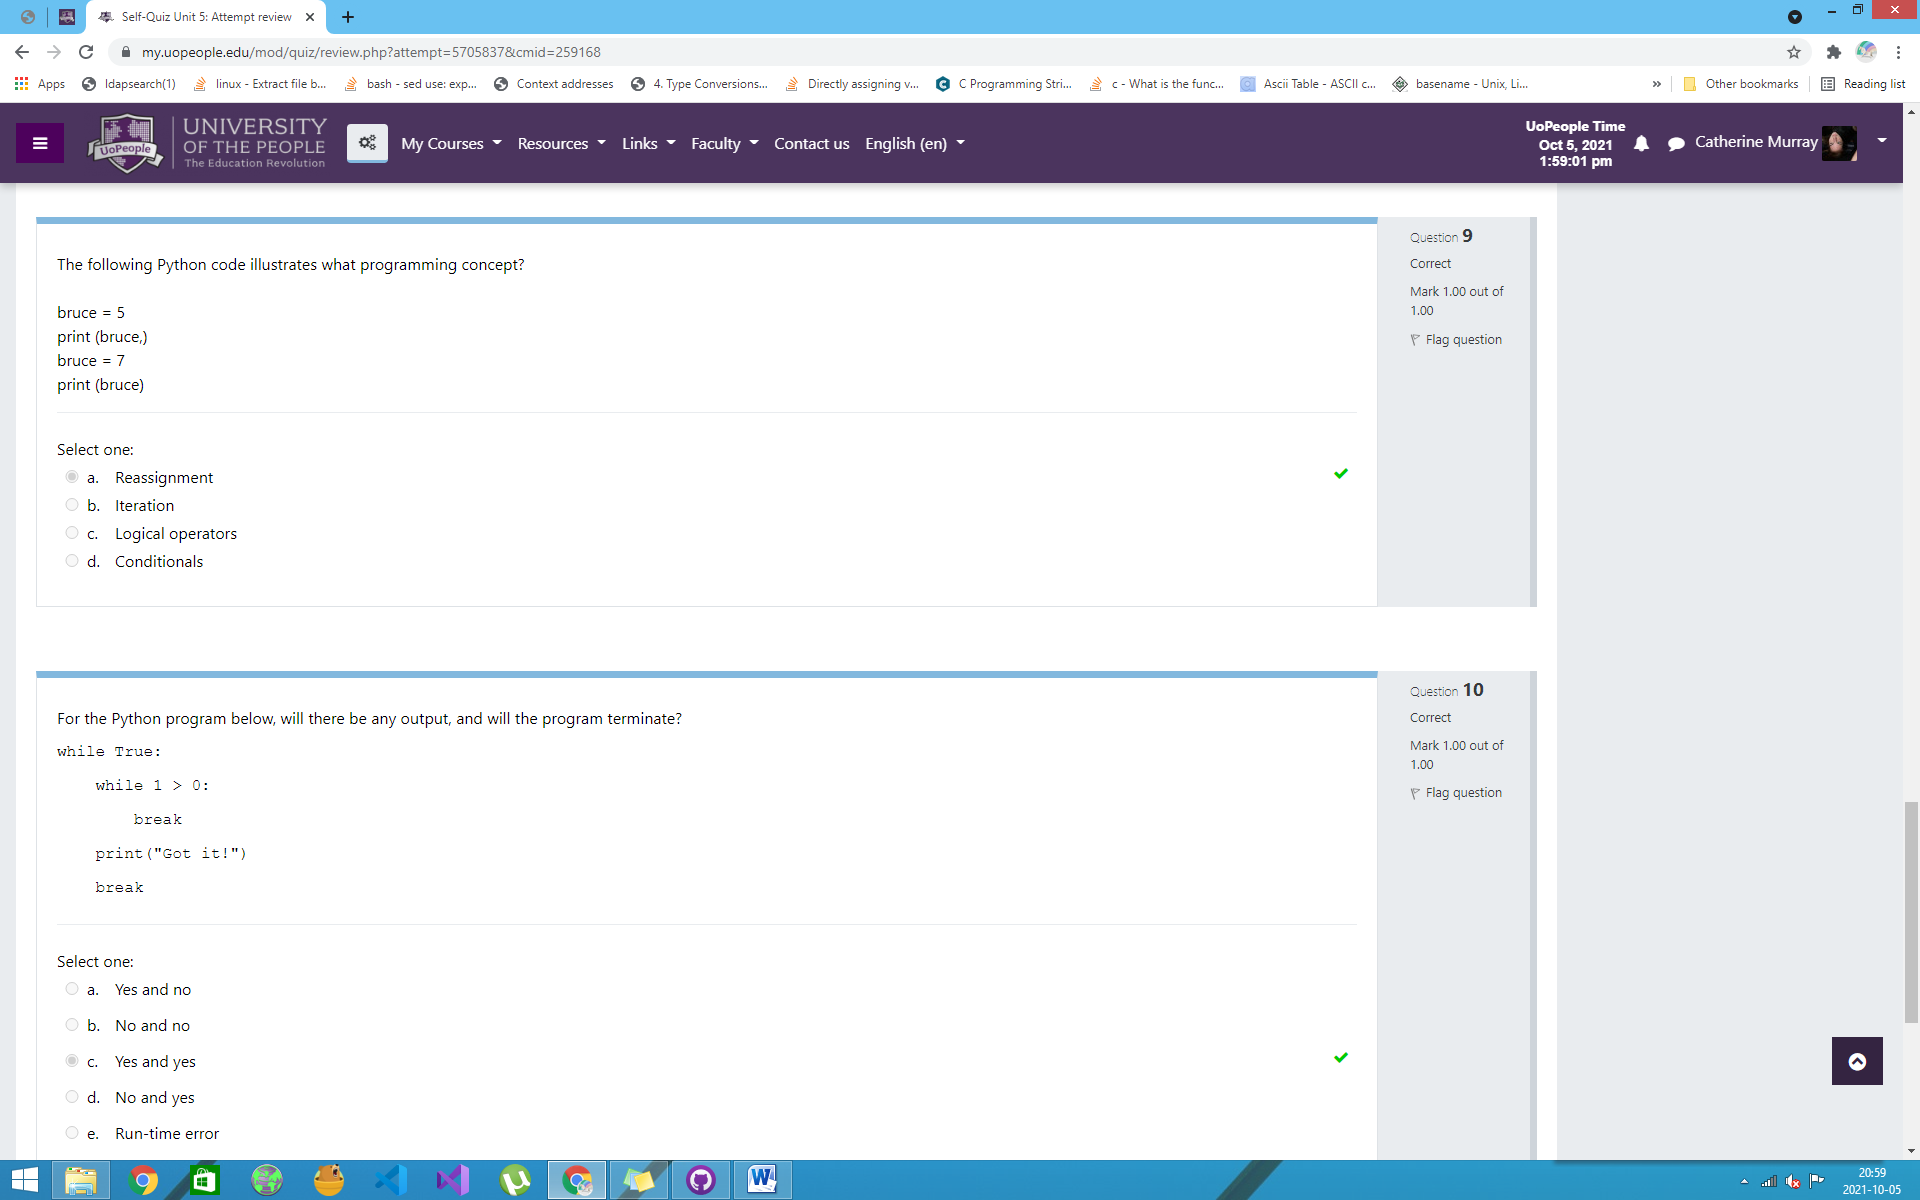 Self-Quiz Unit 5: Attempt review
my.uopeople.edu/mod/quiz/review.php?attempt=5705837&cmid=259168
Apps ldapsearch(1) linux - Extract file b... bash - sed use: exp... Context addresses 4. Type Conversions... Directly assigning v... C Programming Stri... c - What is the func... Ascii Table - ASCII c... basename - Unix, Li... » Other bookmarks Reading list
UoPeople
UNIVERSITY
OF THE PEOPLE
The Education Revolution
My Courses Resources Links Faculty Contact us English (en)
UoPeople Time
Oct 5, 2021
1:59:01 pm
Catherine Murray
Question 9
Correct
Mark 1.00 out of
1.00
Flag question
The following Python code illustrates what programming concept?
bruce = 5
print (bruce,)
bruce = 7
print (bruce)
Select one:
a. Reassignment
b. Iteration
c. Logical operators
d. Conditionals
Question 10
Correct
Mark 1.00 out of
1.00
Flag question
For the Python program below, will there be any output, and will the program terminate?
while True:
while 1 > 0:
break
print("Got it!")
break
Select one:
a. Yes and no
b. No and no
c. Yes and yes
d. No and yes
e. Run-time error
20:59
2021-10-05